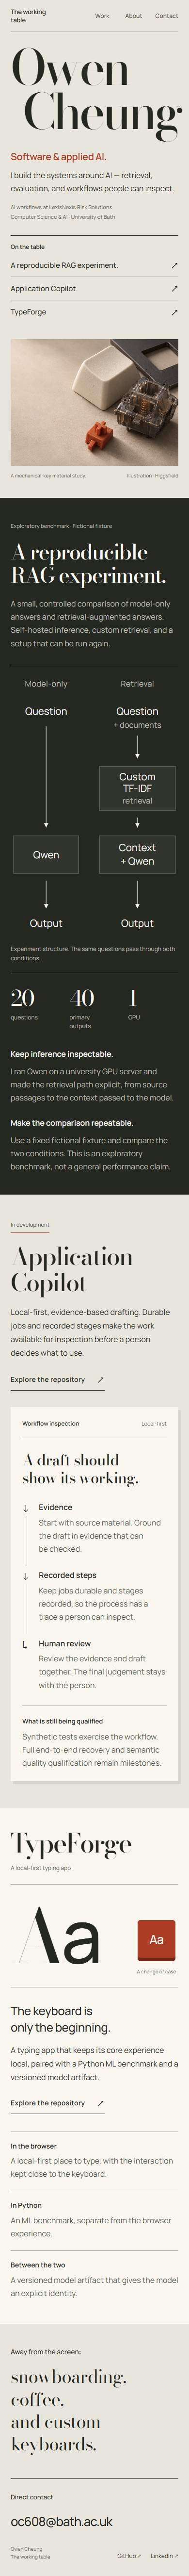 The working
table
Work
About
Contact
Owen
Cheung
Software & applied AI.
I build the systems around AI — retrieval,
evaluation, and workflows people can inspect.
AI workflows at LexisNexis Risk Solutions
Computer Science & AI · University of Bath
On the table
A reproducible RAG experiment. ↗
Application Copilot ↗
TypeForge ↗
A mechanical-key material study.
Illustration · Higgsfield
Exploratory benchmark · Fictional fixture
A reproducible
RAG experiment.
A small, controlled comparison of model-only
answers and retrieval-augmented answers.
Self-hosted inference, custom retrieval, and a
setup that can be run again.
Model-only
Retrieval
Question
Question
+ documents
Custom
TF-IDF
retrieval
Qwen
Context
+ Qwen
Output
Output
Experiment structure. The same questions pass through both
conditions.
20
questions
40
primary
outputs
1
GPU
Keep inference inspectable.
I ran Qwen on a university GPU server and
made the retrieval path explicit, from source
passages to the context passed to the model.
Make the comparison repeatable.
Use a fixed fictional fixture and compare the
two conditions. This is an exploratory
benchmark, not a general performance claim.
In development
Application
Copilot
Local-first, evidence-based drafting. Durable
jobs and recorded stages make the work
available for inspection before a person
decides what to use.
Explore the repository ↗
Workflow inspection
Local-first
A draft should
show its working.
Evidence
Start with source material. Ground
the draft in evidence that can
be checked.
Recorded steps
Keep jobs durable and stages
recorded, so the process has a
trace a person can inspect.
Human review
Review the evidence and draft
together. The final judgement stays
with the person.
What is still being qualified
Synthetic tests exercise the workflow.
Full end-to-end recovery and semantic
quality qualification remain milestones.
TypeForge
A local-first typing app
Aa
Aa
A change of case
The keyboard is
only the beginning.
A typing app that keeps its core experience
local, paired with a Python ML benchmark and a
versioned model artifact.
Explore the repository ↗
In the browser
A local-first place to type, with the interaction
kept close to the keyboard.
In Python
An ML benchmark, separate from the browser
experience.
Between the two
A versioned model artifact that gives the model
an explicit identity.
Away from the screen:
snowboarding,
coffee,
and custom
keyboards.
Direct contact
oc608@bath.ac.uk
Owen Cheung
The working table
GitHub ↗
LinkedIn ↗